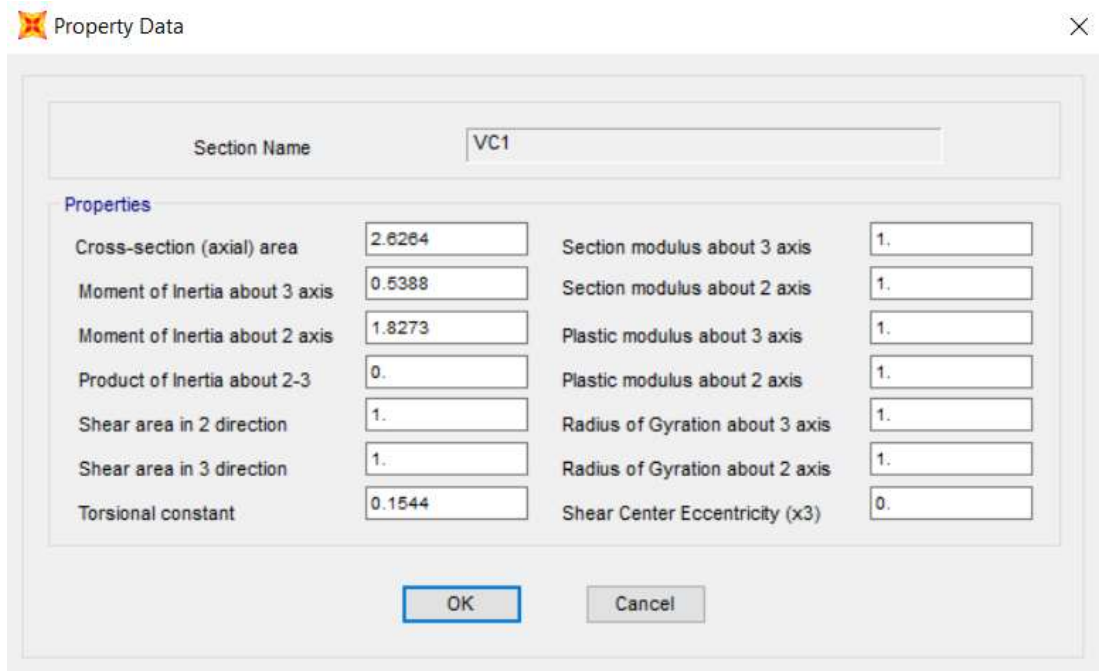 Property Data
Section Name
VC1
Properties
Cross-section (axial) area
2.6264
Section modulus about 3 axis
1.
Moment of Inertia about 3 axis
0.5388
Section modulus about 2 axis
1.
Moment of Inertia about 2 axis
1.8273
Plastic modulus about 3 axis
1.
Product of Inertia about 2-3
0.
Plastic modulus about 2 axis
1.
Shear area in 2 direction
1.
Radius of Gyration about 3 axis
1.
Shear area in 3 direction
1.
Radius of Gyration about 2 axis
1.
Torsional constant
0.1544
Shear Center Eccentricity (x3)
0.
OK
Cancel